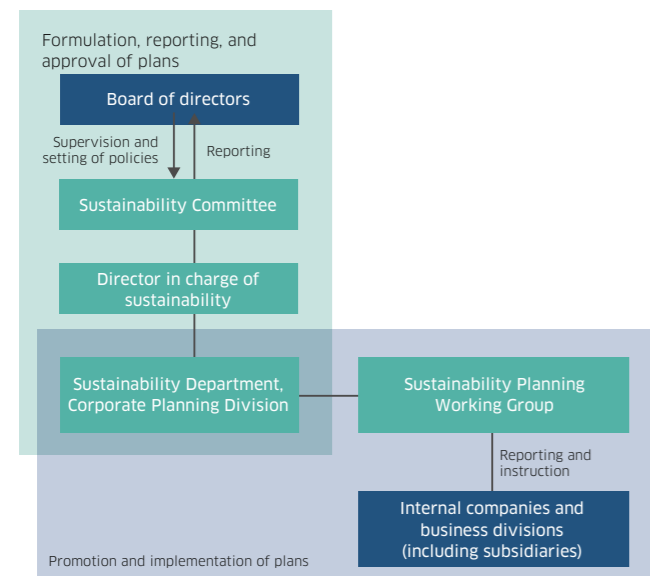 Formulation, reporting, and
approval of plans
Board of directors
Supervision and
setting of policies
Reporting
Sustainability Committee
Director in charge of
sustainability
Sustainability Department,
Corporate Planning Division
Sustainability Planning
Working Group
Reporting and
instruction
Internal companies and
business divisions
(including subsidiaries)
Promotion and implementation of plans